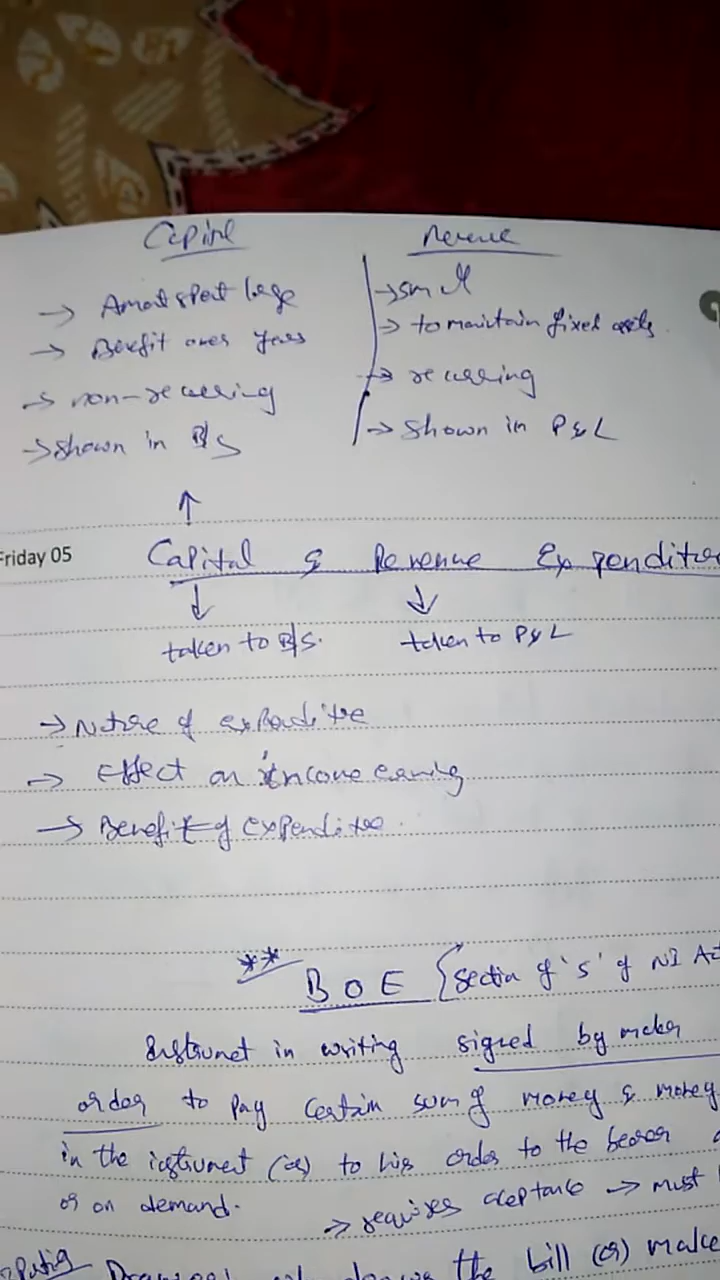 Capital
→ Amount spent large
→ Benefit over years
→ non-recurring
→ shown in B/S
Revenue
→ small
→ to maintain fixed assets
→ recurring
→ shown in P&L
↑
Friday 05
Capital & Revenue Expenditure
↓ ↓
taken to B/S. taken to P&L
→ Nature of expenditure
→ Effect on income earning
→ Benefit of expenditure
** BOE {Section of '5' of NI Act
Instrument in writing signed by maker
order to pay certain sum of money & money
in the instrument (or) to his order to the bearer
or on demand.
→ requires aceptance → must
the bill (or) make